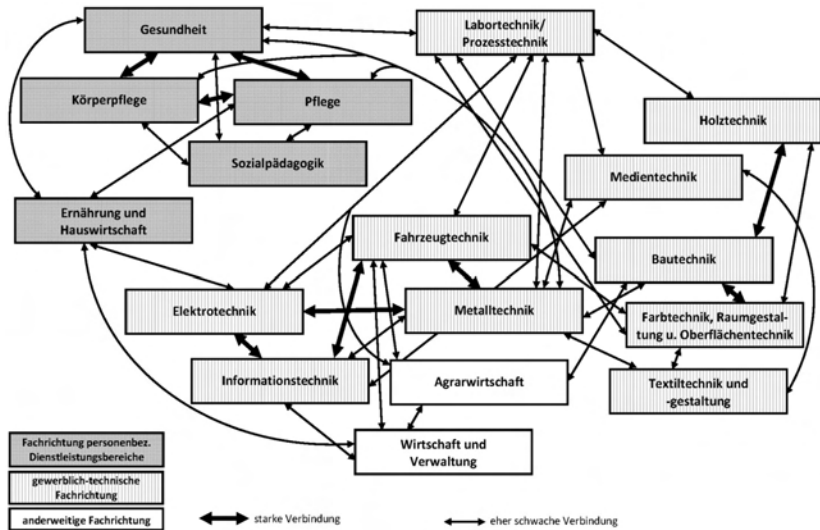 Gesundheit
Labortechnik/
Prozesstechnik
Körperpflege
Pflege
Holztechnik
Sozialpädagogik
Medientechnik
Ernährung und
Hauswirtschaft
Fahrzeugtechnik
Bautechnik
Elektrotechnik
Metalltechnik
Farbtechnik, Raumgestal-
tung u. Oberflächentechnik
Informationstechnik
Agrarwirtschaft
Textiltechnik und
-gestaltung
Wirtschaft und
Verwaltung
Fachrichtung personenbez.
Dienstleistungsbereiche
gewerblich-technische
Fachrichtung
anderweitige Fachrichtung
starke Verbindung
eher schwache Verbindung